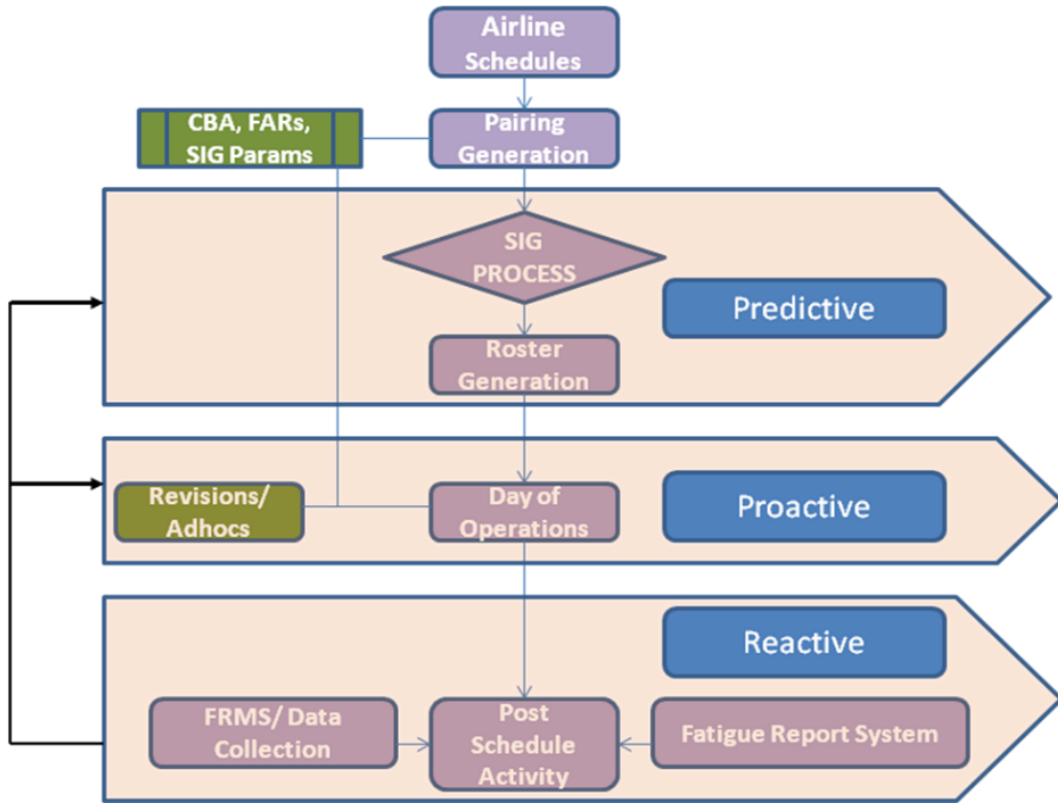 Airline
Schedules
CBA, FARs,
SIG Params
Pairing
Generation
SIG
PROCESS
Predictive
Roster
Generation
Revisions/
Adhocs
Day of
Operations
Proactive
Reactive
FRMS/ Data
Collection
Post
Schedule
Activity
Fatigue Report System